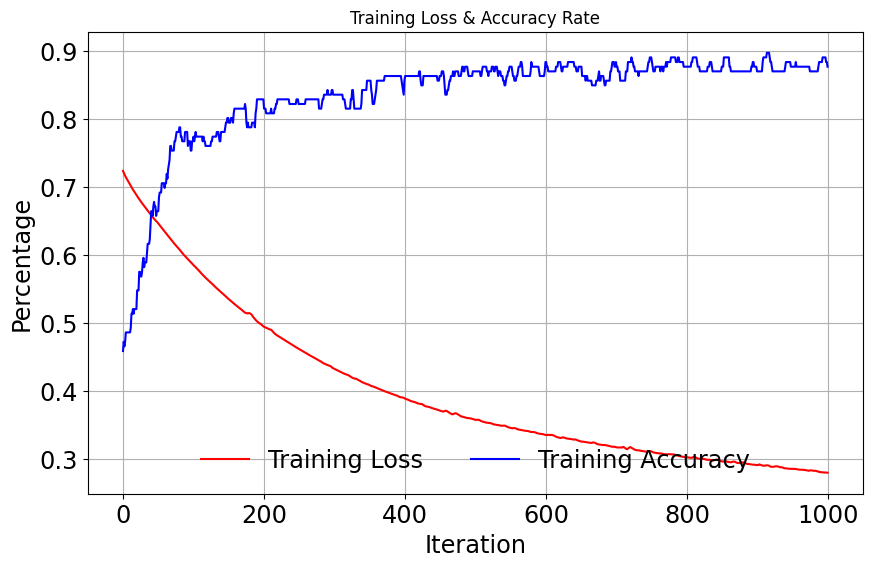 Training Loss & Accuracy Rate
Percentage
0.9
0.8
0.7
0.6
0.5
0.4
0.3
Training Loss Training Accuracy
0 200 400 600 800 1000
Iteration